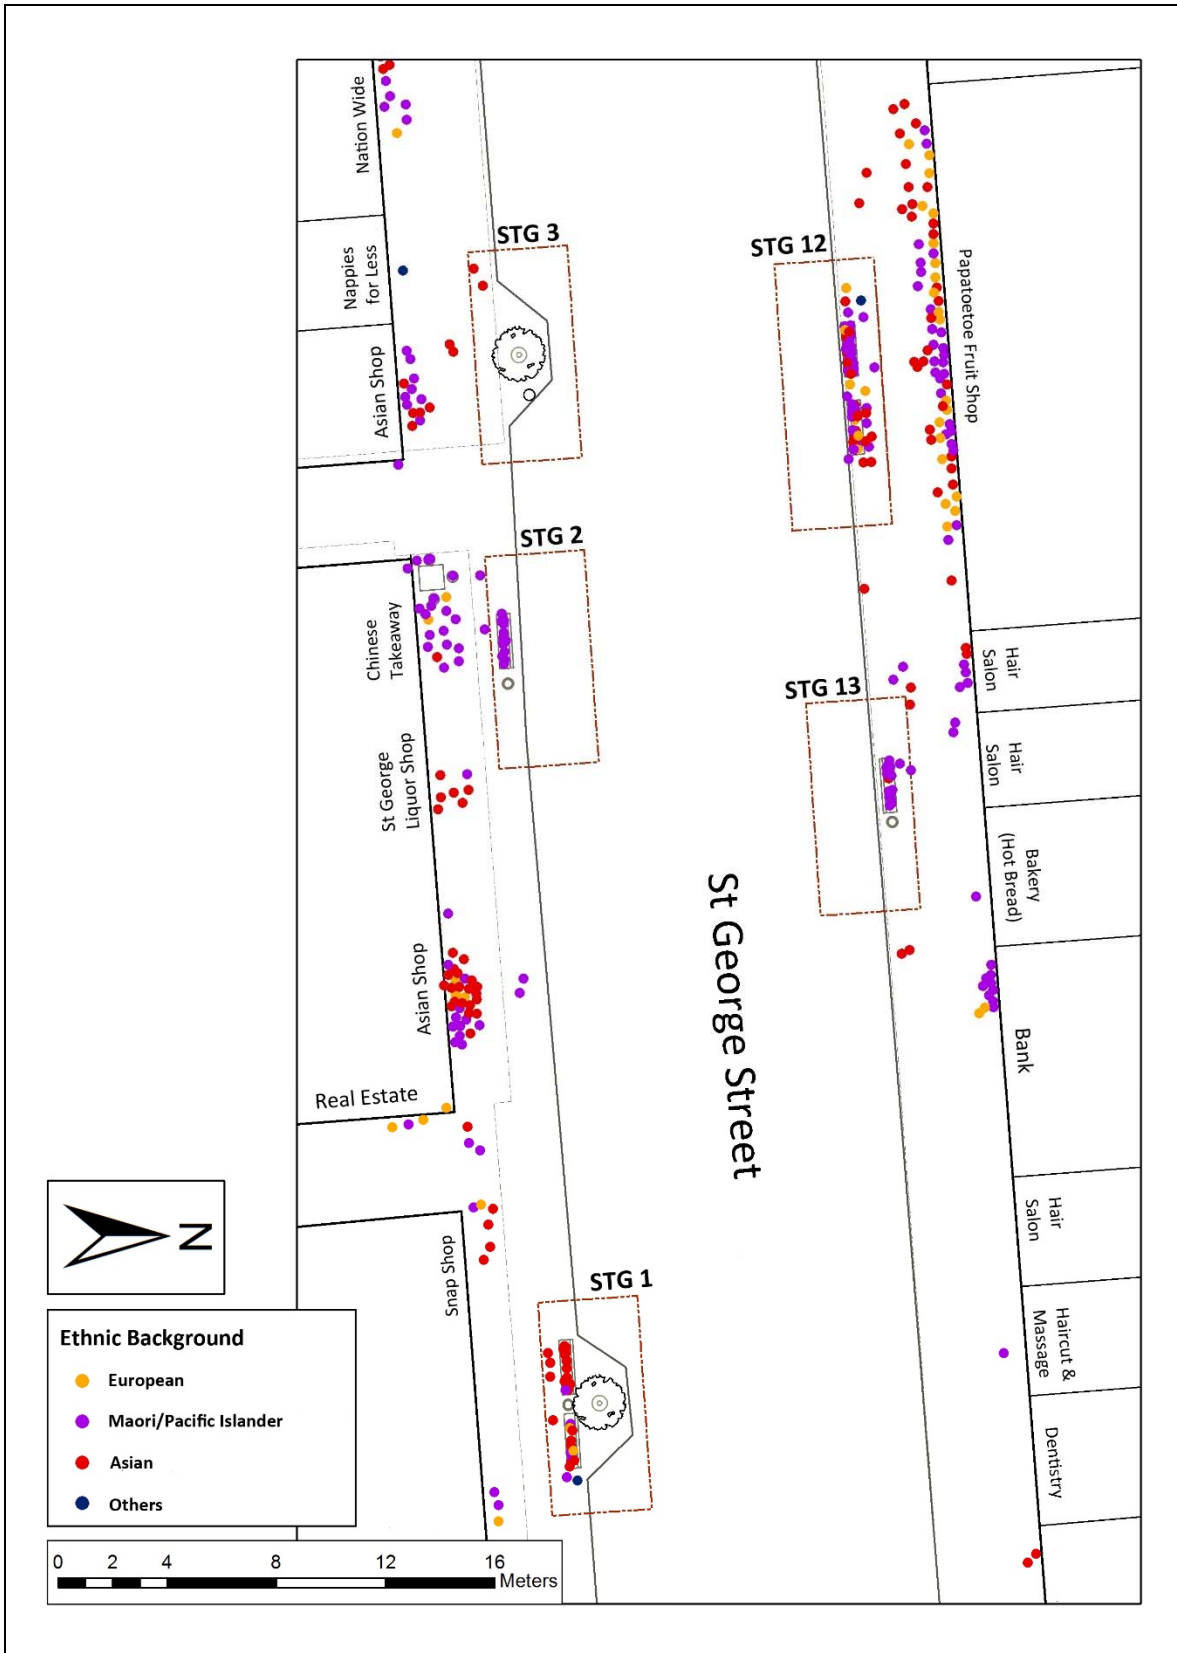 Nation Wide
Nappies
for Less
Asian Shop
STG 3
STG 12
Papatoetoe Fruit Shop
STG 2
Chinese
Takeaway
St George
Liquor Shop
Asian Shop
Real Estate
Snap Shop
STG 13
Hair
Salon
Hair
Salon
Bakery
(Hot Bread)
Bank
Hair
Salon
Haircut &
Massage
Dentistry
St George Street
STG 1
N
Ethnic Background
European
Maori/Pacific Islander
Asian
Others
0 2 4 8 12 16
Meters